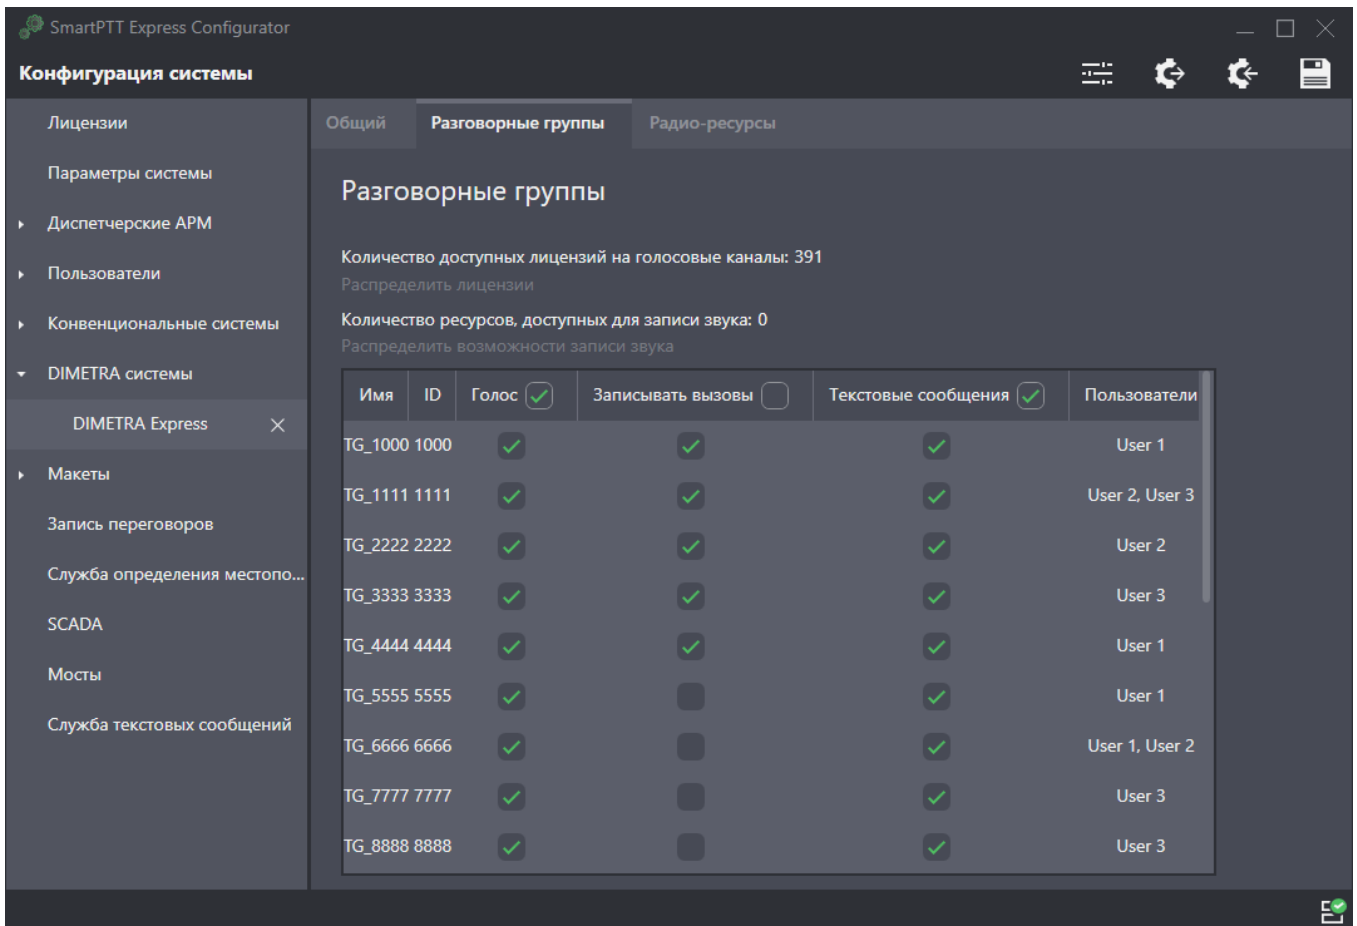 SmartPTT Express Configurator
Конфигурация системы
Лицензии
Параметры системы
Диспетчерские АРМ
Пользователи
Конвенциональные системы
DIMETRA системы
DIMETRA Express
Макеты
Запись переговоров
Служба определения местопо...
SCADA
Мосты
Служба текстовых сообщений
Общий Разговорные группы Радио-ресурсы
Разговорные группы
Количество доступных лицензий на голосовые каналы: 391
Распределить лицензии
Количество ресурсов, доступных для записи звука: 0
Распределить возможности записи звука
Имя ID Голос Записывать вызовы Текстовые сообщения Пользователи
TG_1000 1000 User 1
TG_1111 1111 User 2, User 3
TG_2222 2222 User 2
TG_3333 3333 User 3
TG_4444 4444 User 1
TG_5555 5555 User 1
TG_6666 6666 User 1, User 2
TG_7777 7777 User 3
TG_8888 8888 User 3